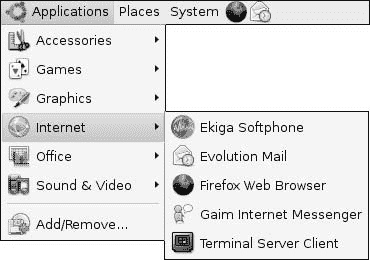 Applications Places System
Accessories
Games
Graphics
Internet
Office
Sound & Video
Add/Remove...
Ekiga Softphone
Evolution Mail
Firefox Web Browser
Gaim Internet Messenger
Terminal Server Client